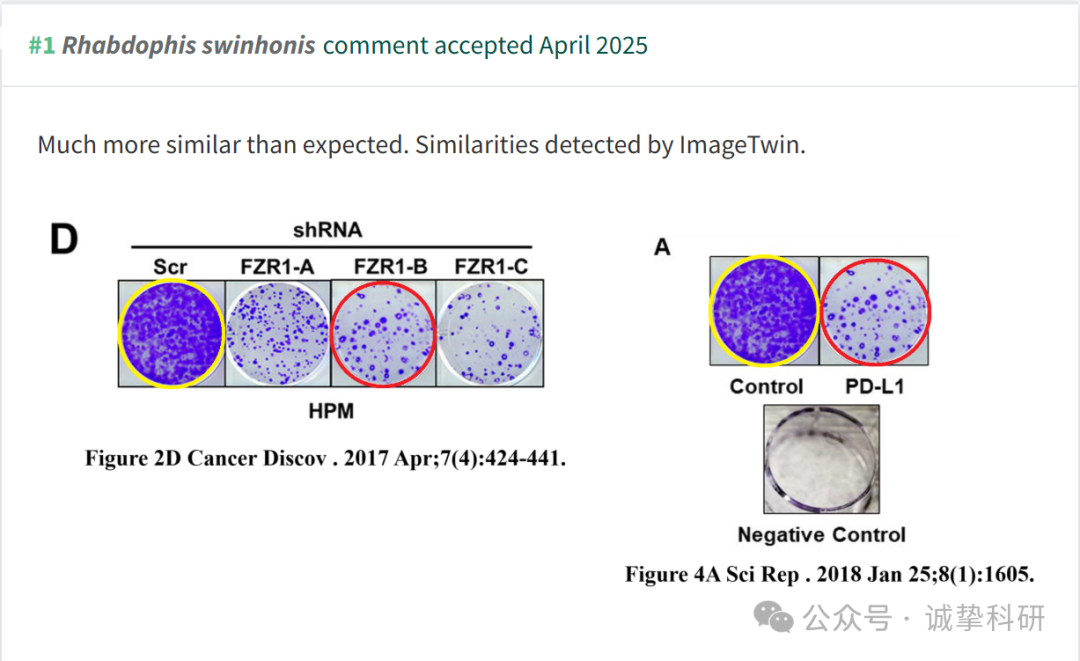 #1 Rhabdophis swinhonis comment accepted April 2025
Much more similar than expected. Similarities detected by ImageTwin.
D
shRNA
Scr FZR1-A FZR1-B FZR1-C
HPM
Figure 2D Cancer Discov . 2017 Apr;7(4):424-441.
A
Control PD-L1
Negative Control
Figure 4A Sci Rep . 2018 Jan 25;8(1):1605.
公众号 · 诚挚科研